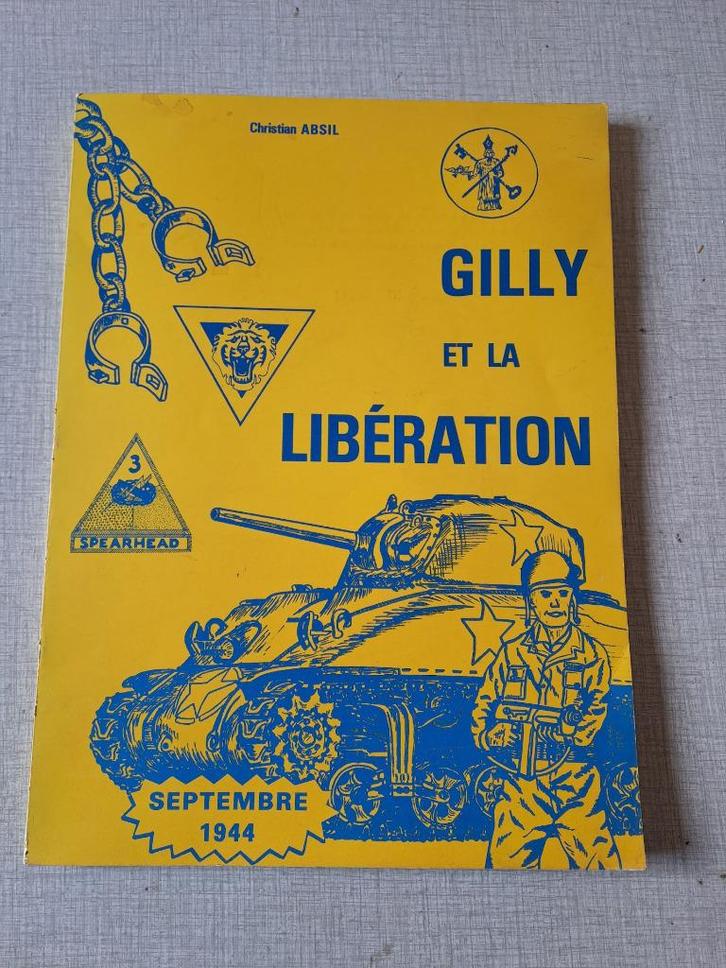 Christian ABSIL
GILLY
ET LA
LIBÉRATION
3
SPEARHEAD
SEPTEMBRE
1944